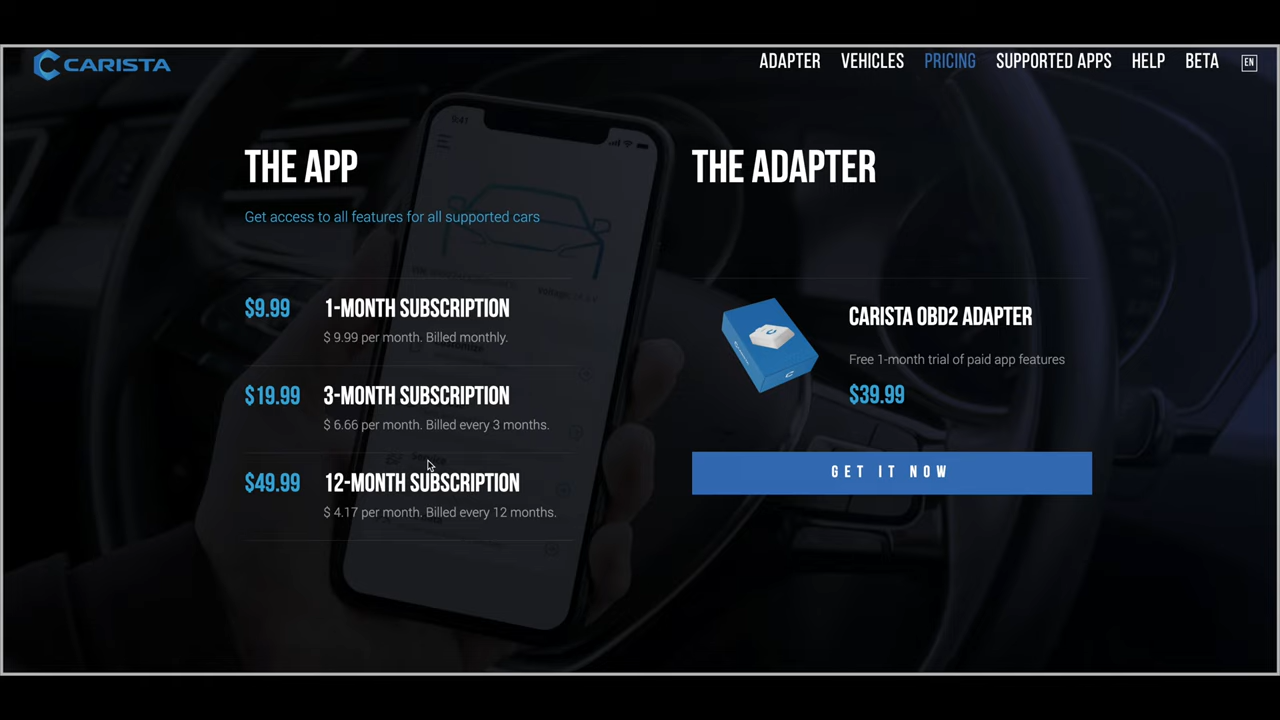 CARISTA
ADAPTER VEHICLES PRICING SUPPORTED APPS HELP BETA EN
THE APP
Get access to all features for all supported cars
$9.99 1-MONTH SUBSCRIPTION
$ 9.99 per month. Billed monthly.
$19.99 3-MONTH SUBSCRIPTION
$ 6.66 per month. Billed every 3 months.
$49.99 12-MONTH SUBSCRIPTION
$ 4.17 per month. Billed every 12 months.
THE ADAPTER
CARISTA OBD2 ADAPTER
Free 1-month trial of paid app features
$39.99
GET IT NOW
9:41